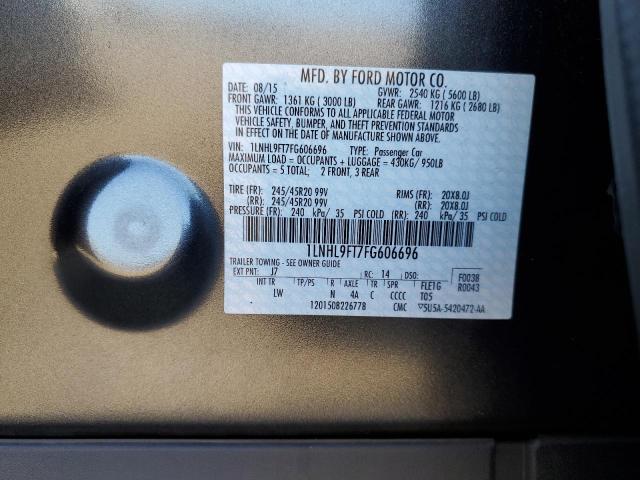 MFD. BY FORD MOTOR CO.
DATE: 08/15 GVWR: 2540 KG ( 5600 LB)
FRONT GAWR: 1361 KG ( 3000 LB) REAR GAWR: 1216 KG ( 2680 LB)
THIS VEHICLE CONFORMS TO ALL APPLICABLE FEDERAL MOTOR
VEHICLE SAFETY, BUMPER, AND THEFT PREVENTION STANDARDS
IN EFFECT ON THE DATE OF MANUFACTURE SHOWN ABOVE.
VIN: 1LNHL9FT7FG606696 TYPE: Passenger Car
MAXIMUM LOAD = OCCUPANTS + LUGGAGE = 430KG/ 950LB
OCCUPANTS = 5 TOTAL; 2 FRONT, 3 REAR
TIRE (FR): 245/45R20 99V RIMS (FR): 20X8.0J
(RR): 245/45R20 99V (RR): 20X8.0J
PRESSURE (FR): 240 kPa/ 35 PSI COLD (RR): 240 kPa/ 35 PSI COLD
1LNHL9FT7FG606696
TRAILER TOWING - SEE OWNER GUIDE
EXT PNT: J7 RC: 14 DSO: F0038
INT TR TP/PS R AXLE TR SPR FLE1G R0043
LW N 4A C CCCC T05
1201508226778 CMC 5U5A-5420472-AA